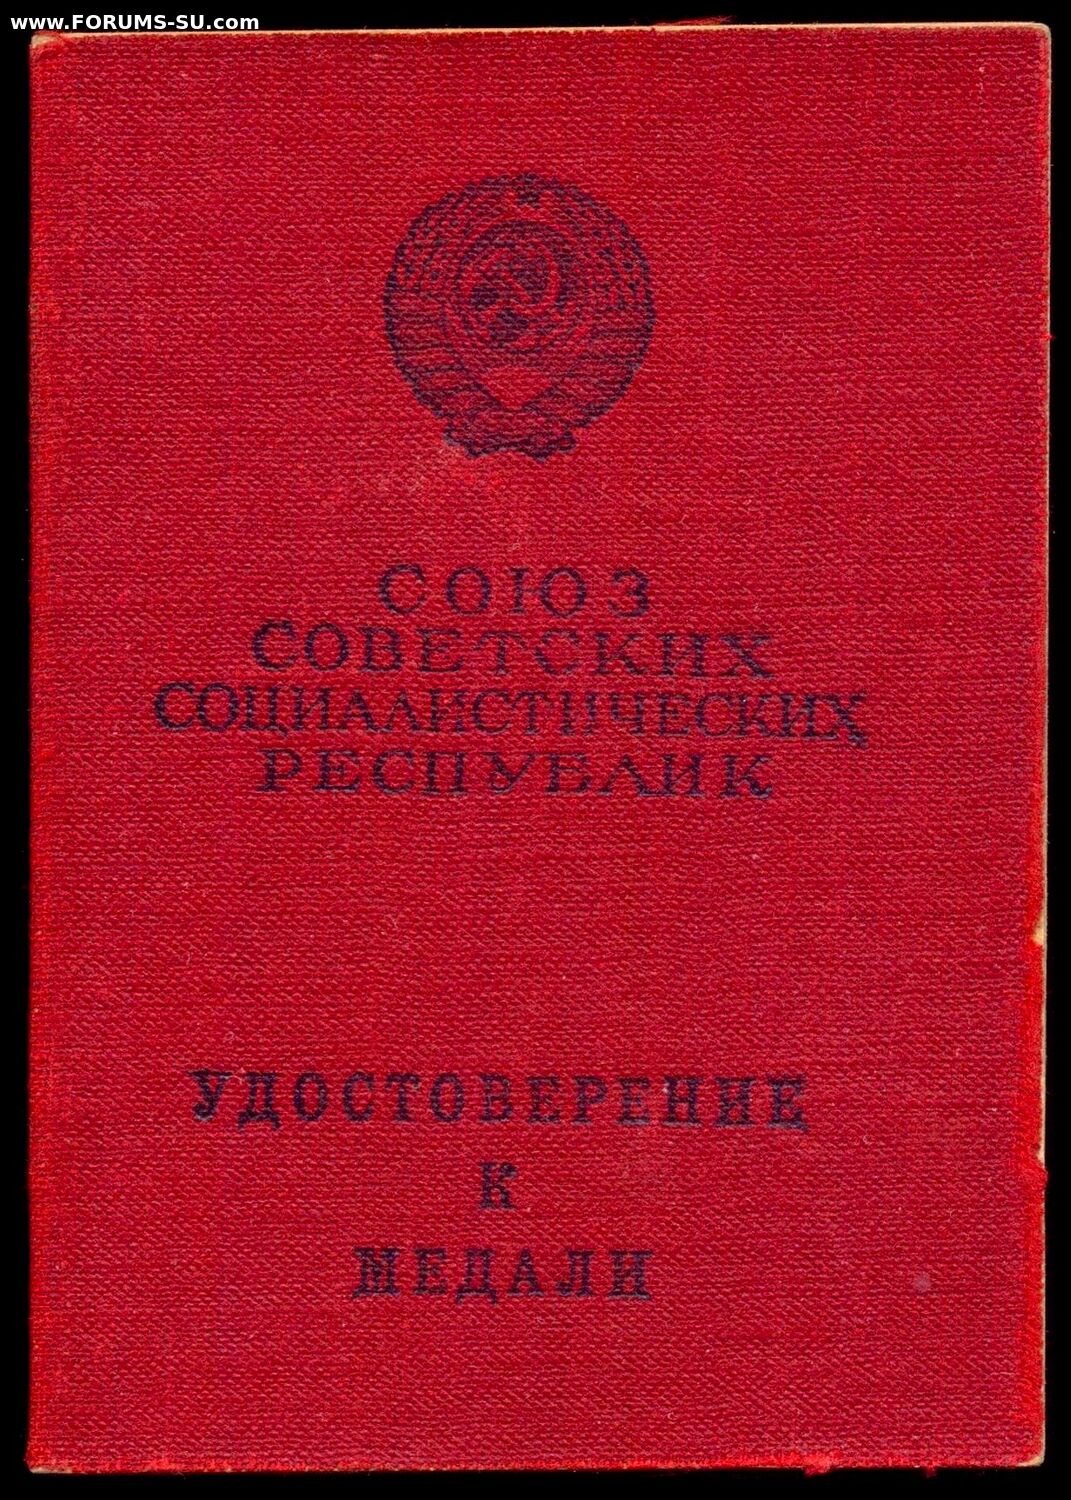 www.FORUMS-SU.com
СОЮЗ
СОВЕТСКИХ
СОЦИАЛИСТИЧЕСКИХ
РЕСПУБЛИК
УДОСТОВЕРЕНИЕ
К
МЕДАЛИ